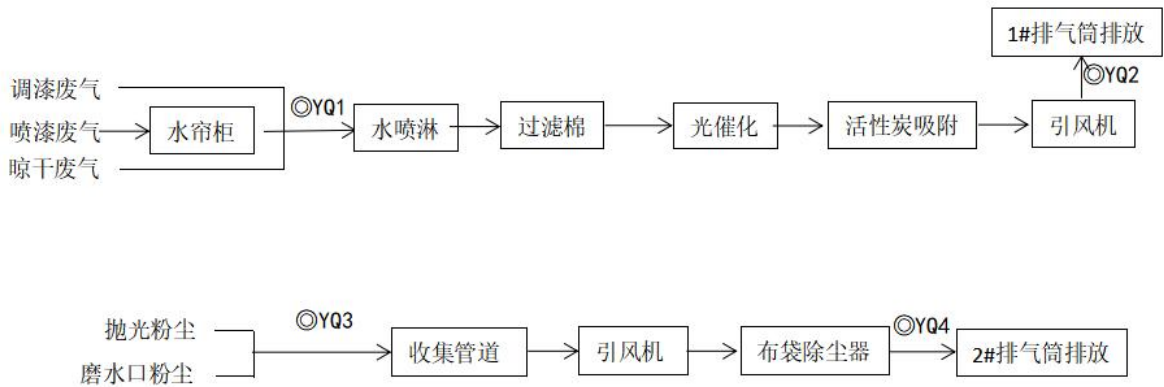 1#排气筒排放
调漆废气
◎YQ1
◎YQ2
喷漆废气
水帘柜
水喷淋
过滤棉
光催化
活性炭吸附
引风机
晾干废气
抛光粉尘
◎YQ3
◎YQ4
收集管道
引风机
布袋除尘器
2#排气筒排放
磨水口粉尘